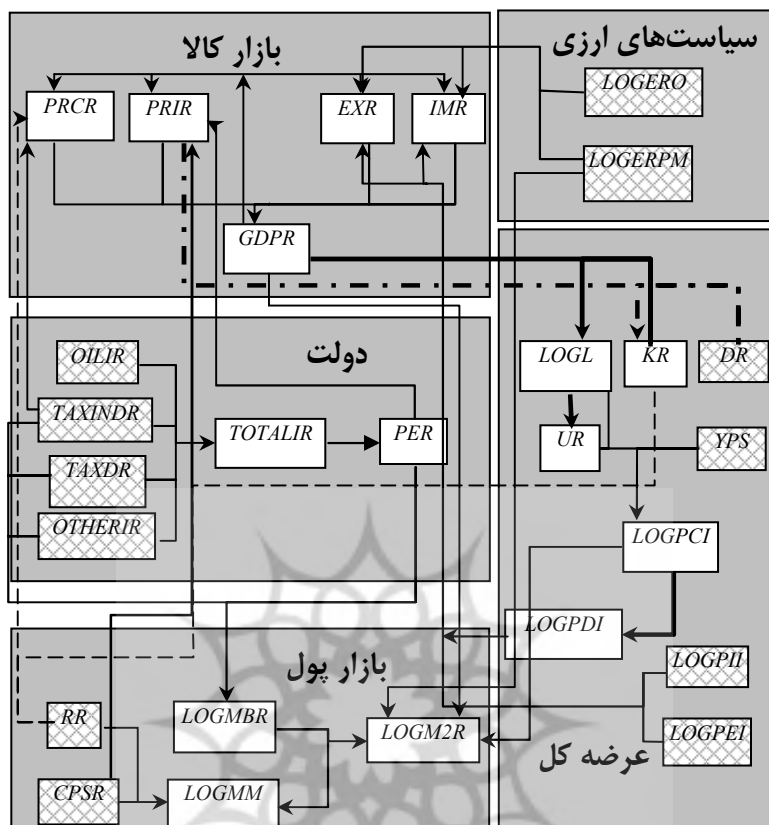 سیاست‌های ارزی
بازار کالا
LOGERO
PRCR
PRIR
EXR
IMR
LOGERPM
GDPR
دولت
OILIR
LOGL
KR
DR
TAXINDR
TOTALIR
PER
UR
YPS
TAXDR
OTHERIR
LOGPCI
LOGPDI
بازار پول
LOGPII
RR
LOGMBR
LOGM2R
LOGPEI
عرضه کل
CPSR
LOGMM